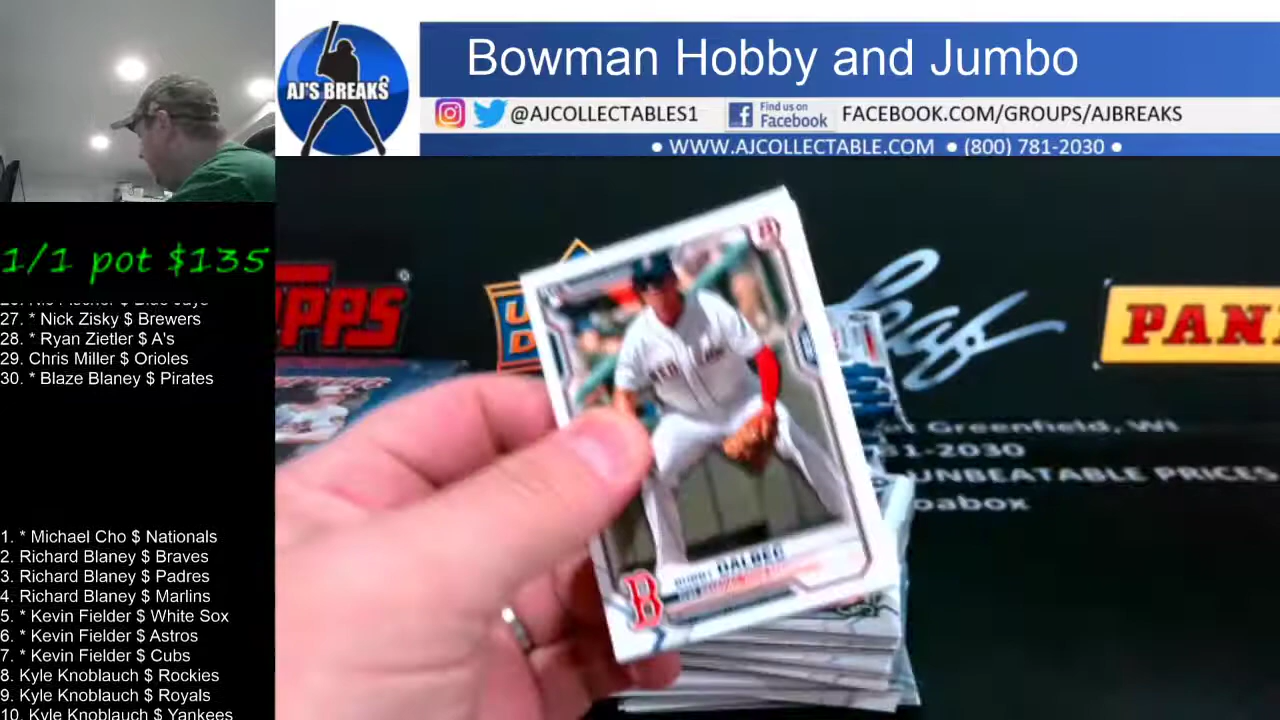 Bowman Hobby and Jumbo
AJ'S BREAKS
@AJCOLLECTABLES1
Find us on
Facebook
FACEBOOK.COM/GROUPS/AJBREAKS
• WWW.AJCOLLECTABLE.COM • (800) 781-2030 •
1/1 pot $135
27. * Nick Zisky $ Brewers
28. * Ryan Zietler $ A's
29. Chris Miller $ Orioles
30. * Blaze Blaney $ Pirates
1. * Michael Cho $ Nationals
2. Richard Blaney $ Braves
3. Richard Blaney $ Padres
4. Richard Blaney $ Marlins
5. * Kevin Fielder $ White Sox
6. * Kevin Fielder $ Astros
7. * Kevin Fielder $ Cubs
8. Kyle Knoblauch $ Rockies
9. Kyle Knoblauch $ Royals
10. Kyle Knoblauch $ Yankees
Leaf
Greenfield, WI
UNBEATABLE PRICES
BOBBY DALBEC
B